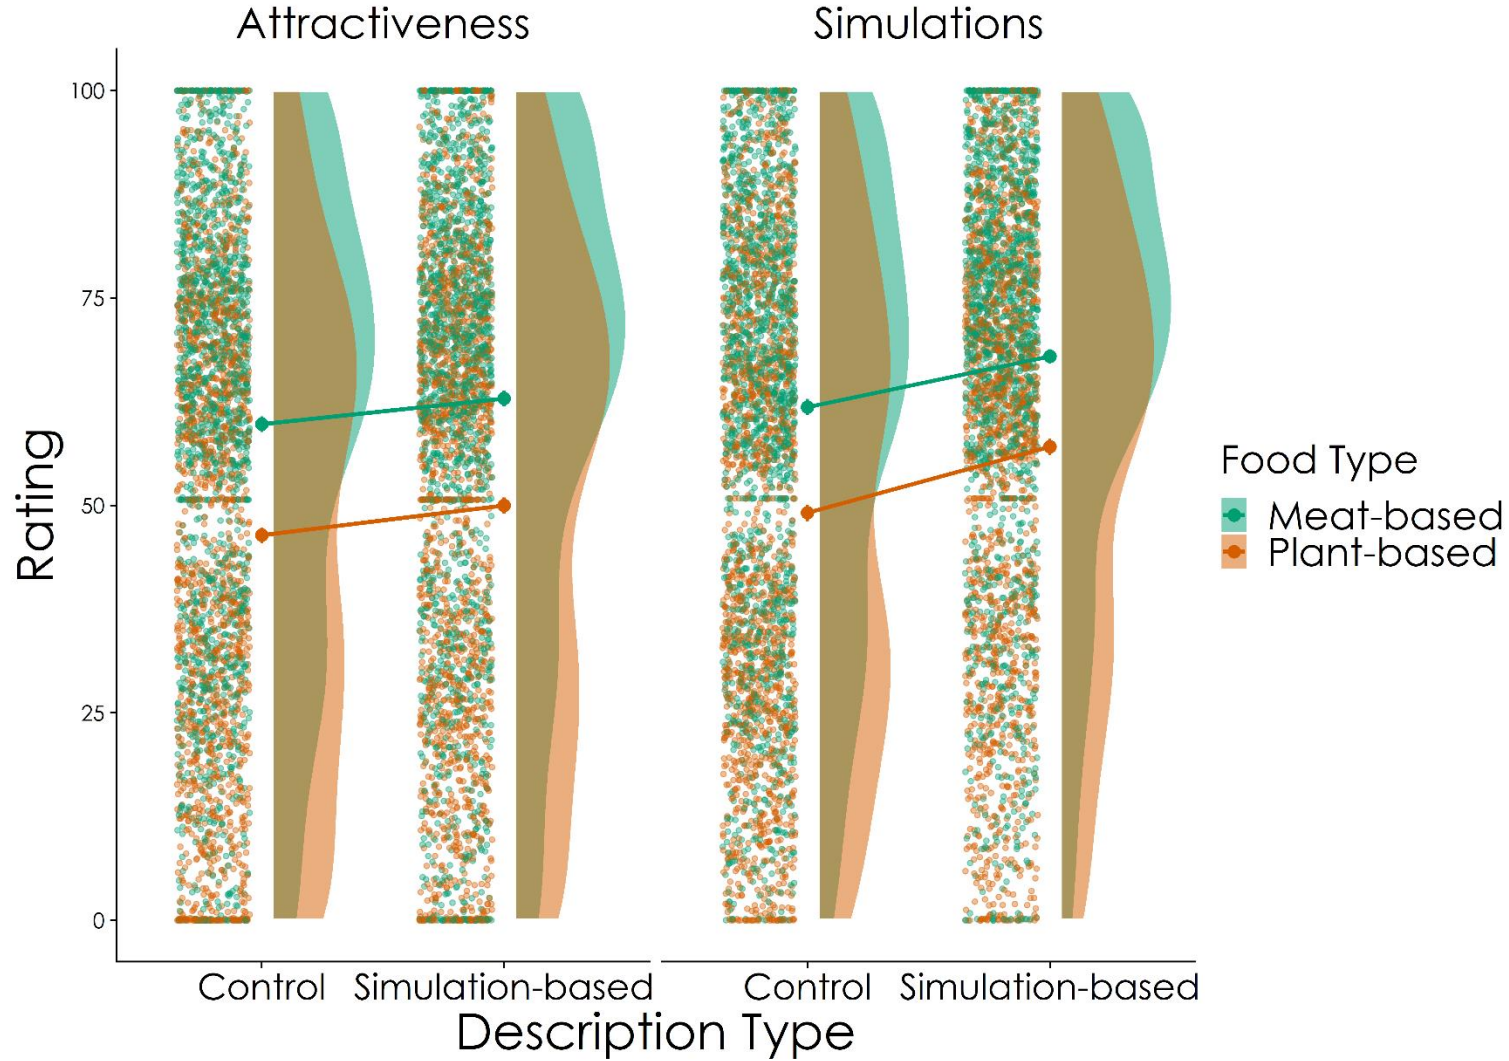 Attractiveness
Simulations
Rating
100
75
50
25
0
Control
Simulation-based
Control
Simulation-based
Description Type
Food Type
Meat-based
Plant-based